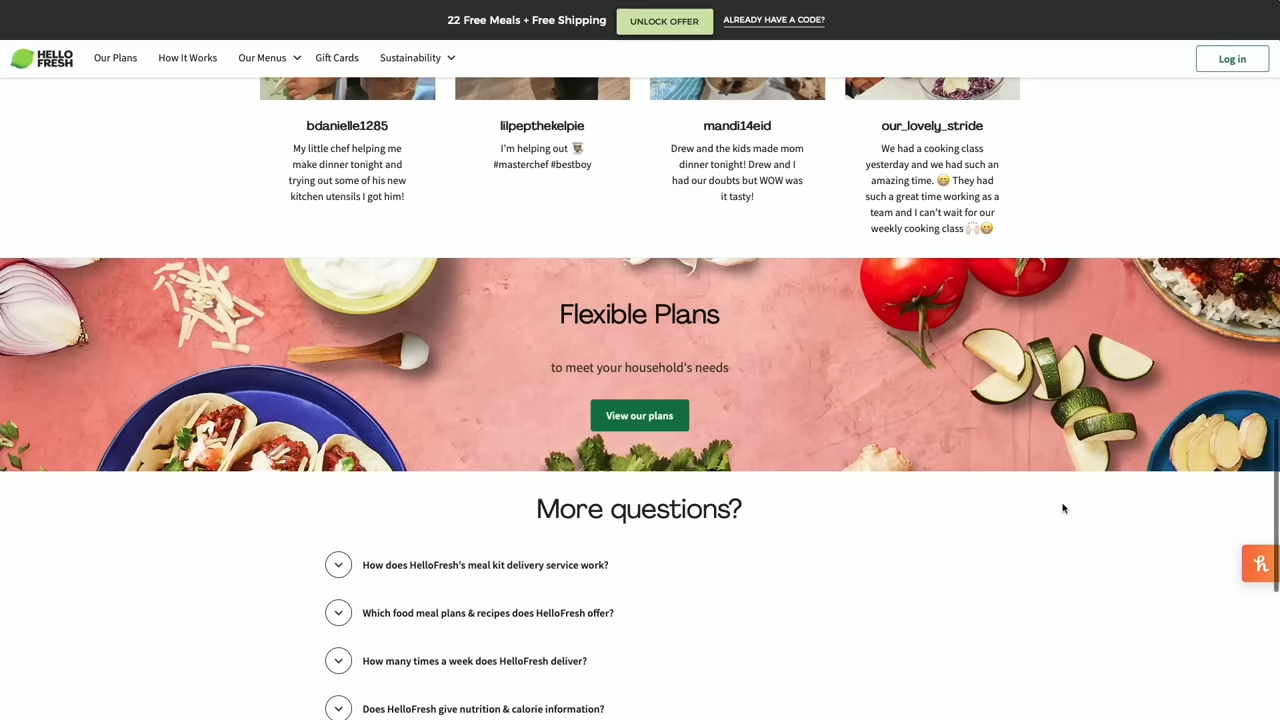 22 Free Meals + Free Shipping UNLOCK OFFER ALREADY HAVE A CODE?
HELLO
FRESH
Our Plans How It Works Our Menus Gift Cards Sustainability Log in
bdanielle1285
My little chef helping me
make dinner tonight and
trying out some of his new
kitchen utensils I got him!
lilpepthekelpie
I'm helping out 👨🏽‍🍳
#masterchef #bestboy
mandi14eid
Drew and the kids made mom
dinner tonight! Drew and I
had our doubts but WOW was
it tasty!
our_lovely_stride
We had a cooking class
yesterday and we had such an
amazing time. 😁 They had
such a great time working as a
team and I can't wait for our
weekly cooking class 🙌🏻😁
Flexible Plans
to meet your household's needs
View our plans
More questions?
How does HelloFresh's meal kit delivery service work?
Which food meal plans & recipes does HelloFresh offer?
How many times a week does HelloFresh deliver?
Does HelloFresh give nutrition & calorie information?